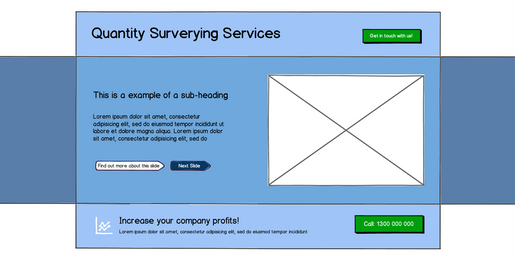 Quantity Surverying Services
Get in touch with us!
This is a example of a sub-heading
Lorem ipsum dolor sit amet, consectetur
adipisicing elit, sed do eiusmod tempor incididunt ut
labore et dolore magna aliqua. Lorem ipsum dolor
sit amet, consectetur adipisicing elit, sed do
Find out more about this slide
Next Slide
Increase your company profits!
Lorem ipsum dolor sit amet, consectetur adipisicing elit, sed do eiusmod tempor incididunt
Call: 1300 000 000